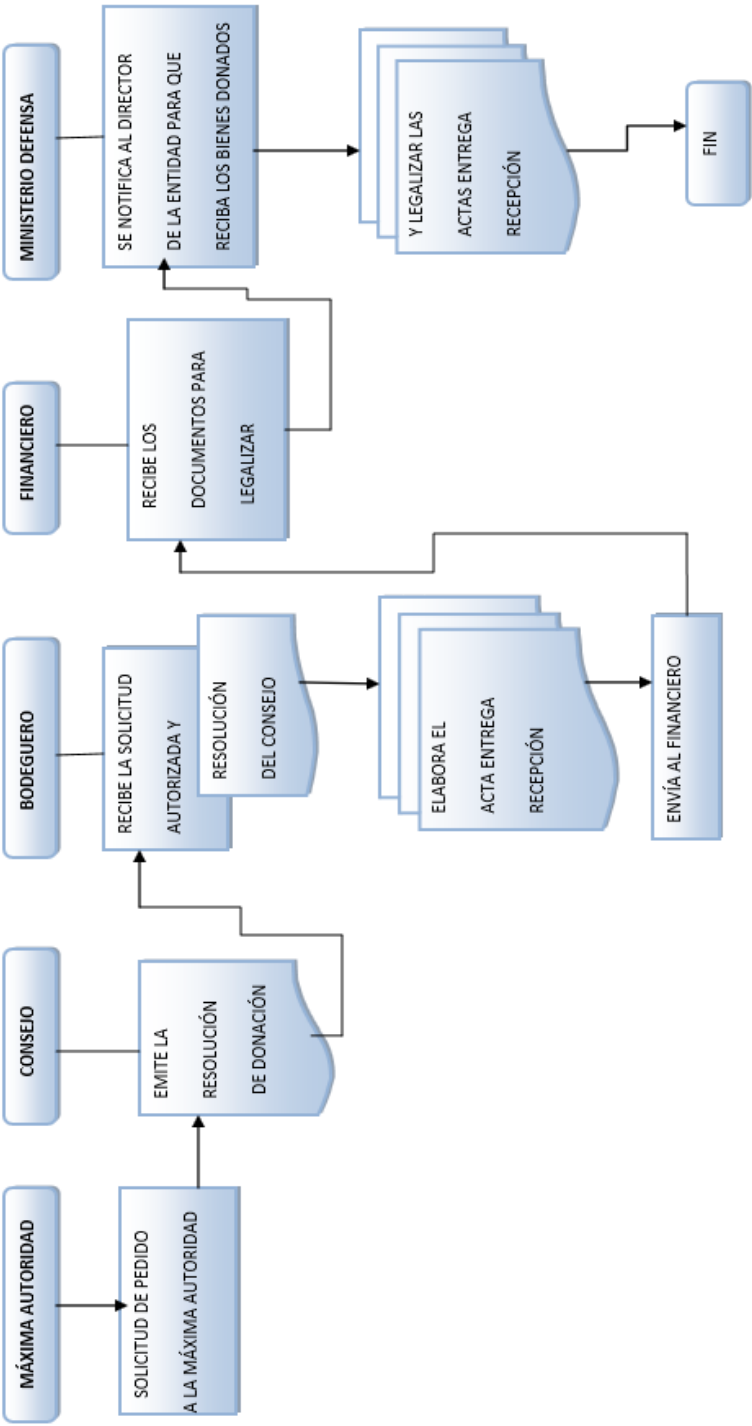 MÁXIMA AUTORIDAD
SOLICITUD DE PEDIDO
A LA MÁXIMA AUTORIDAD
CONSEJO
EMITE LA
RESOLUCIÓN
DE DONACIÓN
BODEGUERO
RECIBE LA SOLICITUD
AUTORIZADA Y
RESOLUCIÓN
DEL CONSEJO
ELABORA EL
ACTA ENTREGA
RECEPCIÓN
ENVÍA AL FINANCIERO
FINANCIERO
RECIBE LOS
DOCUMENTOS PARA
LEGALIZAR
MINISTERIO DEFENSA
SE NOTIFICA AL DIRECTOR
DE LA ENTIDAD PARA QUE
RECIBA LOS BIENES DONADOS
Y LEGALIZAR LAS
ACTAS ENTREGA
RECEPCIÓN
FIN